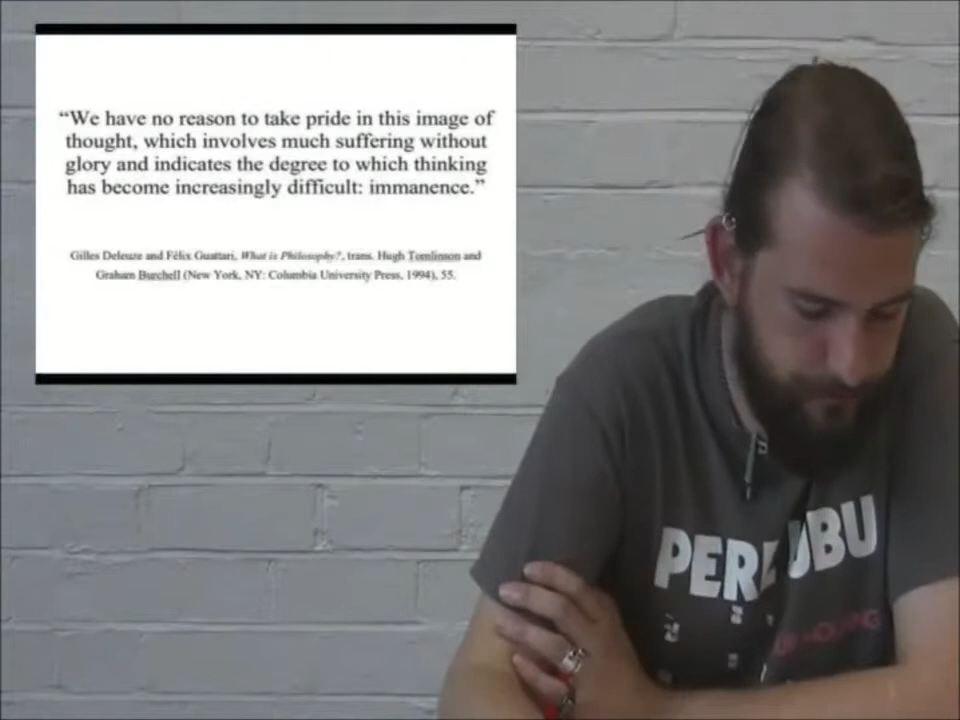 “We have no reason to take pride in this image of
thought, which involves much suffering without
glory and indicates the degree to which thinking
has become increasingly difficult: immanence.”
Gilles Deleuze and Félix Guattari, What is Philosophy?, trans. Hugh Tomlinson and
Graham Burchell (New York, NY: Columbia University Press, 1994), 55.
PERE UBU